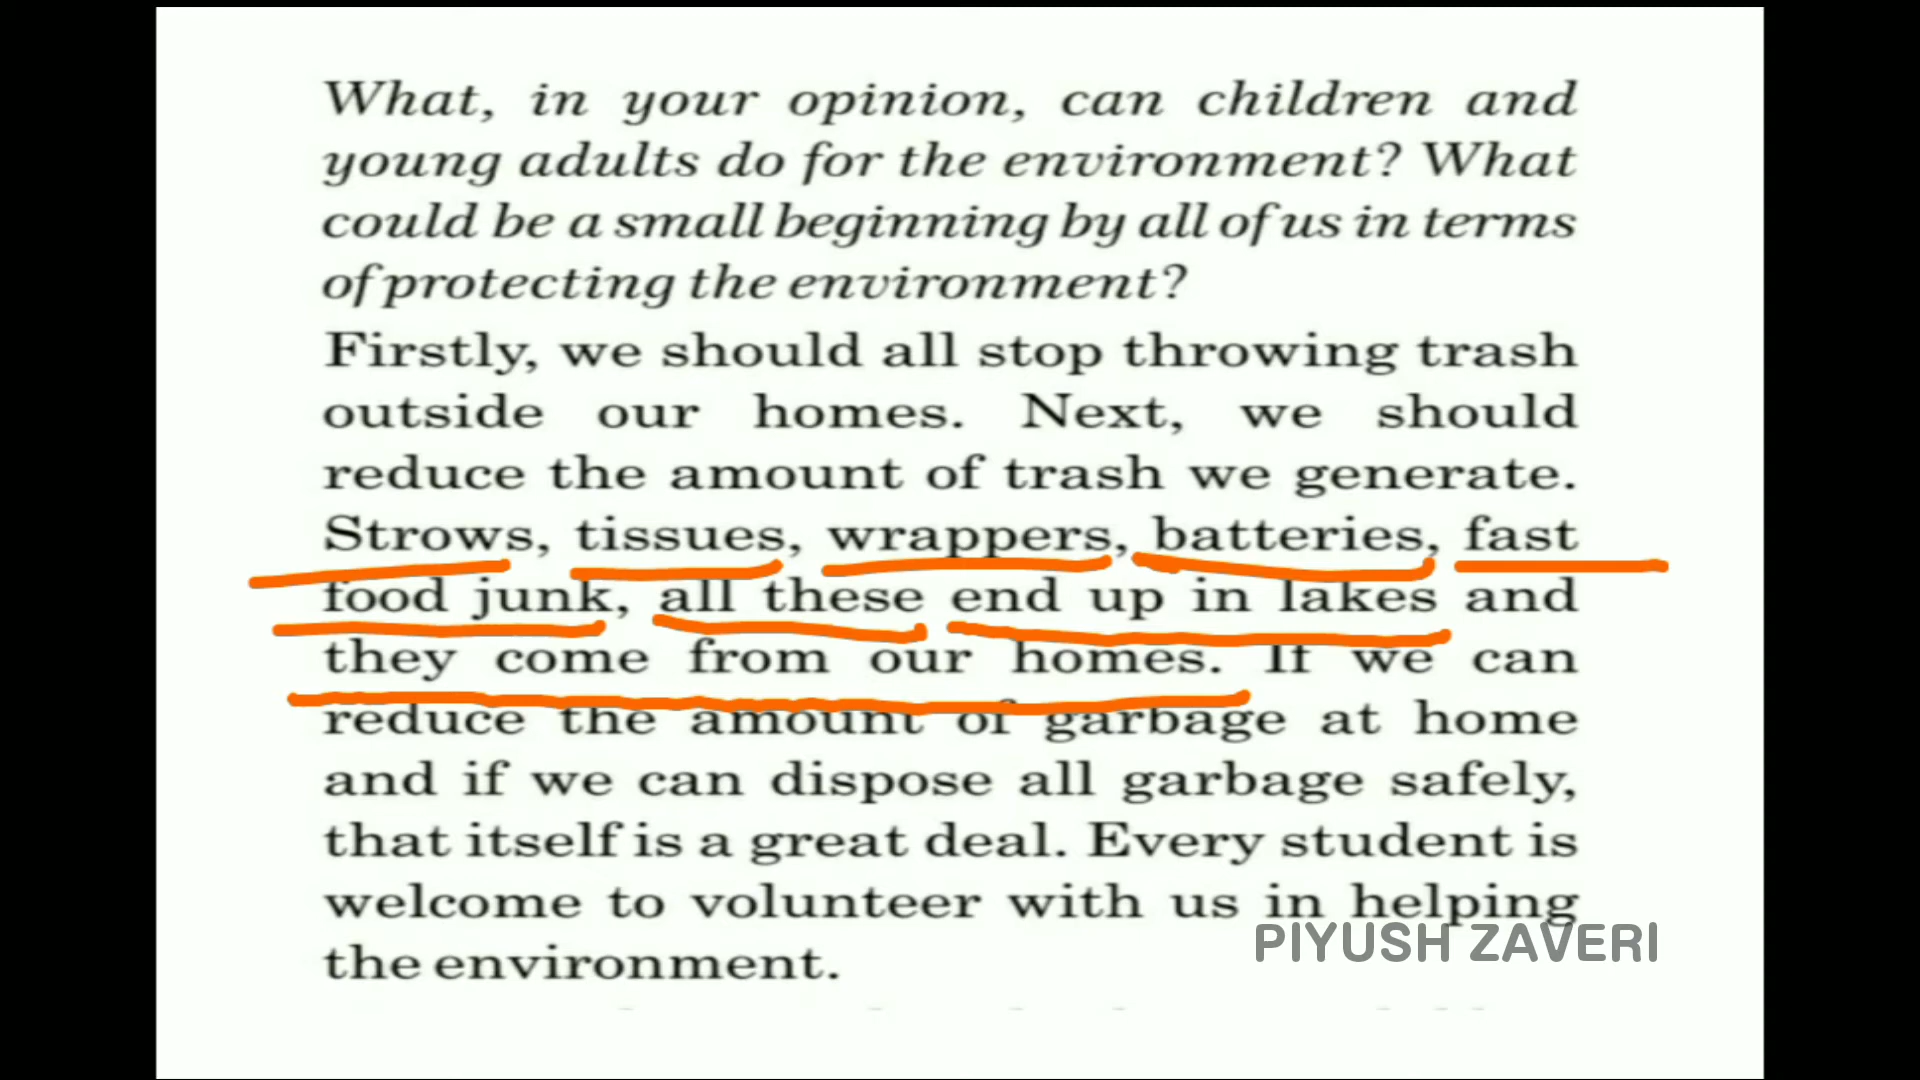 What, in your opinion, can children and
young adults do for the environment? What
could be a small beginning by all of us in terms
of protecting the environment?
Firstly, we should all stop throwing trash
outside our homes. Next, we should
reduce the amount of trash we generate.
Strows, tissues, wrappers, batteries, fast
food junk, all these end up in lakes and
they come from our homes. If we can
reduce the amount of garbage at home
and if we can dispose all garbage safely,
that itself is a great deal. Every student is
welcome to volunteer with us in helping
the environment.
PIYUSH ZAVERI